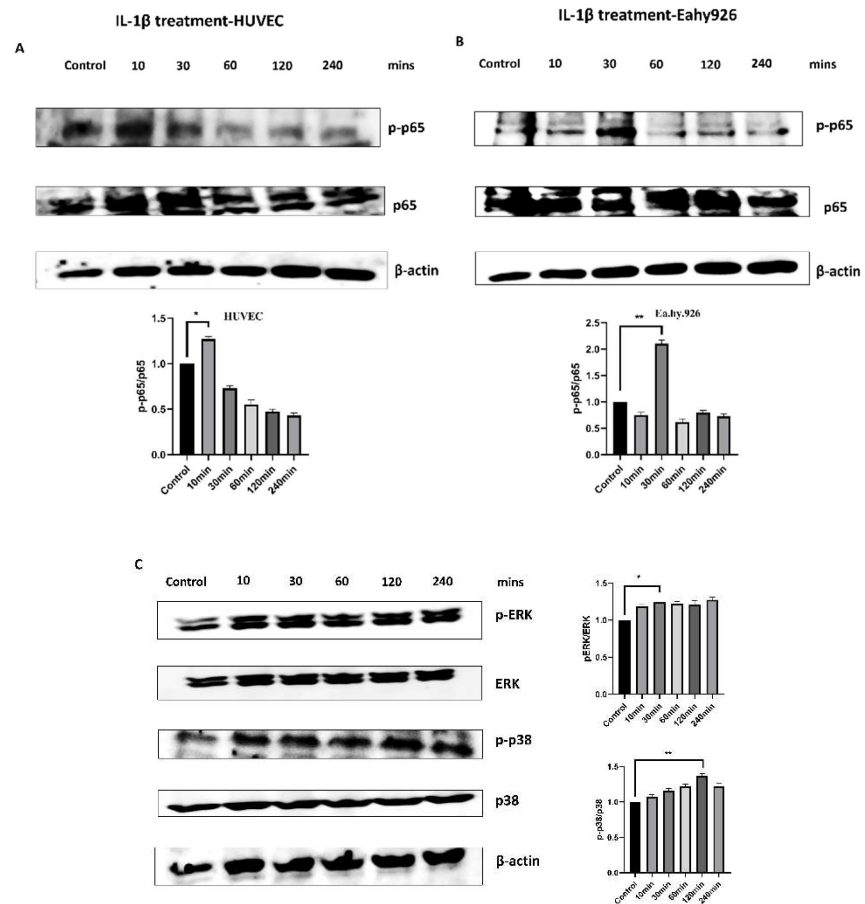 IL-1β treatment-HUVEC
A
Control 10 30 60 120 240 mins
p-p65
p65
β-actin
HUVEC
*
p-p65/p65
1.5
1.0
0.5
0.0
Control 10min 30min 60min 120min 240min
IL-1β treatment-Eahy926
B
Control 10 30 60 120 240 mins
p-p65
p65
β-actin
Ea.hy.926
**
p-p65/p65
2.5
2.0
1.5
1.0
0.5
0.0
Control 10min 30min 60min 120min 240min
C
Control 10 30 60 120 240 mins
p-ERK
ERK
p-p38
p38
β-actin
*
pERK/ERK
1.5
1.0
0.5
0.0
Control 10min 30min 60min 120min 240min
**
p-p38/p38
1.5
1.0
0.5
0.0
Control 10min 30min 60min 120min 240min